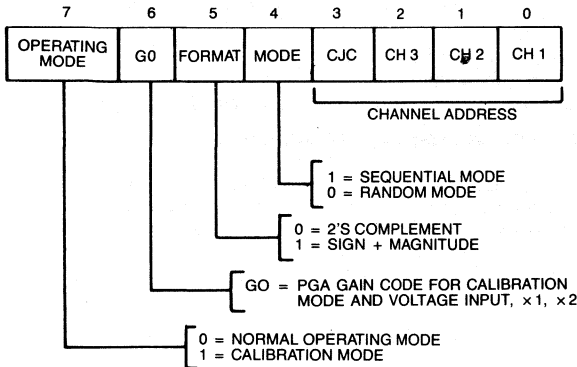 7 6 5 4 3 2 1 0
OPERATING MODE G0 FORMAT MODE CJC CH 3 CH 2 CH 1
CHANNEL ADDRESS
1 = SEQUENTIAL MODE
0 = RANDOM MODE
0 = 2'S COMPLEMENT
1 = SIGN + MAGNITUDE
GO = PGA GAIN CODE FOR CALIBRATION
MODE AND VOLTAGE INPUT, ×1, ×2
0 = NORMAL OPERATING MODE
1 = CALIBRATION MODE